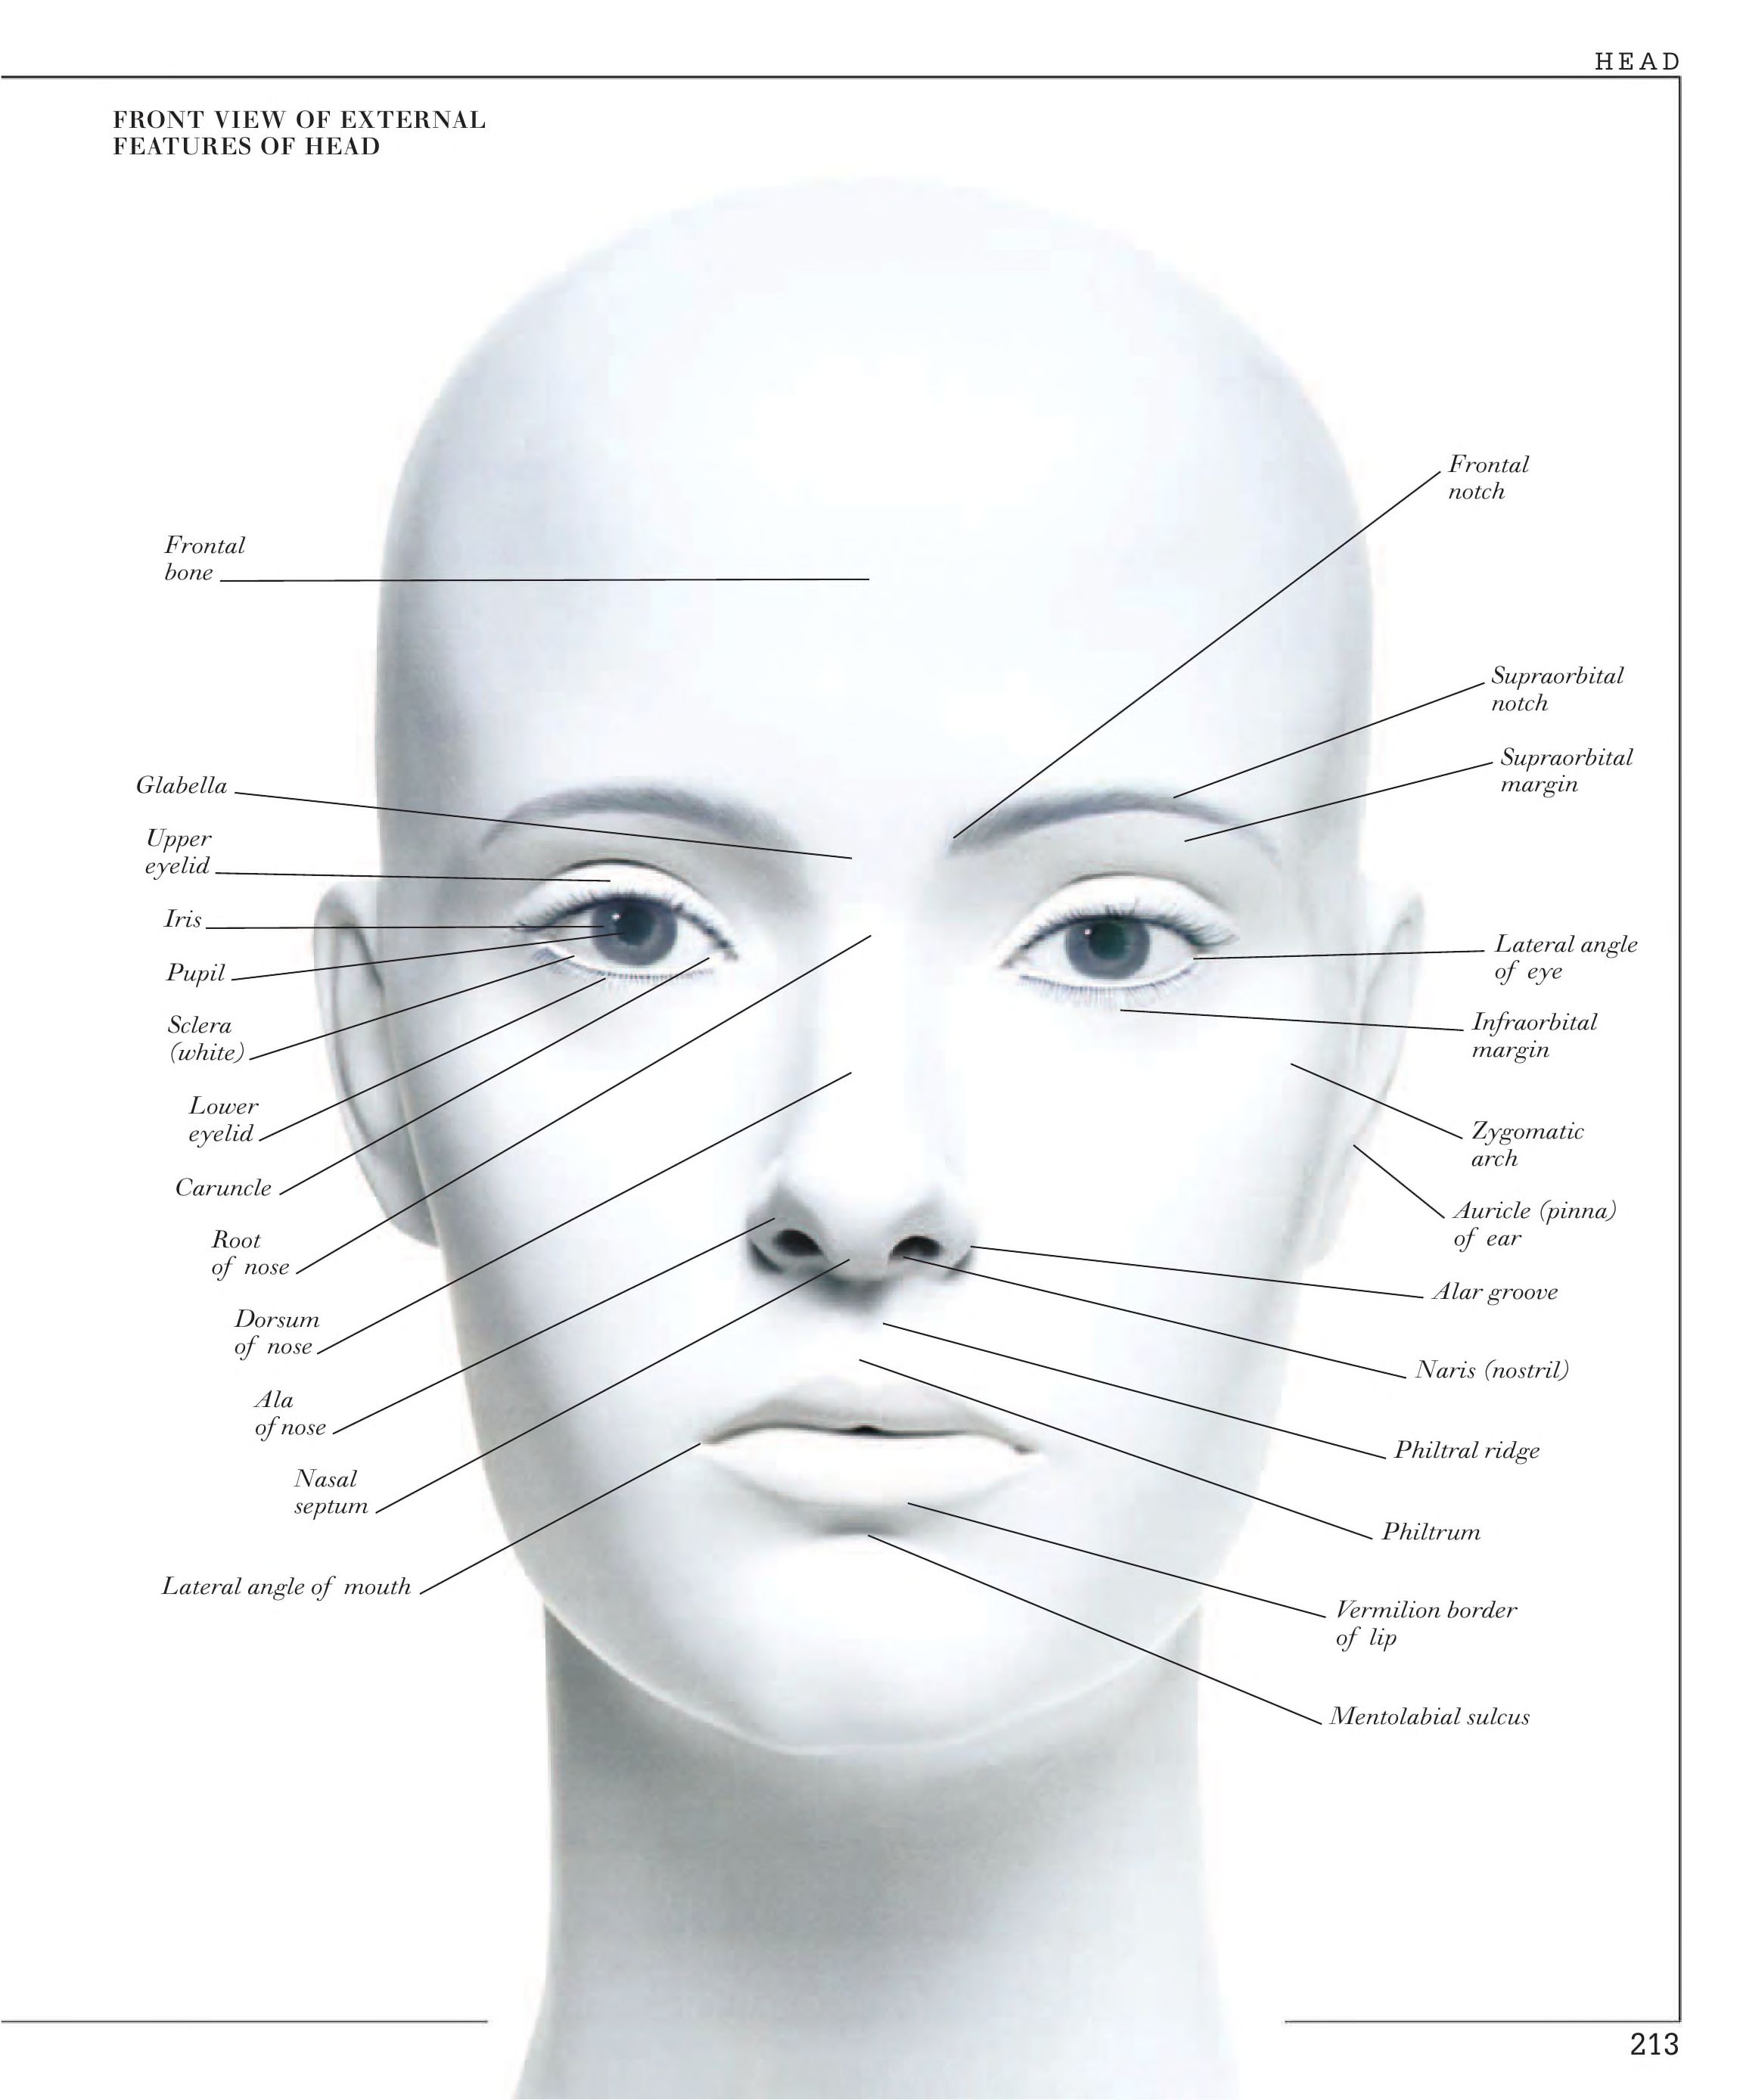 HEAD
FRONT VIEW OF EXTERNAL
FEATURES OF HEAD
Frontal
bone
Glabella
Upper
eyelid
Iris
Pupil
Sclera
(white)
Lower
eyelid
Caruncle
Root
of nose
Dorsum
of nose
Ala
of nose
Nasal
septum
Lateral angle of mouth
Frontal
notch
Supraorbital
notch
Supraorbital
margin
Lateral angle
of eye
Infraorbital
margin
Zygomatic
arch
Auricle (pinna)
of ear
Alar groove
Naris (nostril)
Philtral ridge
Philtrum
Vermilion border
of lip
Mentolabial sulcus
213